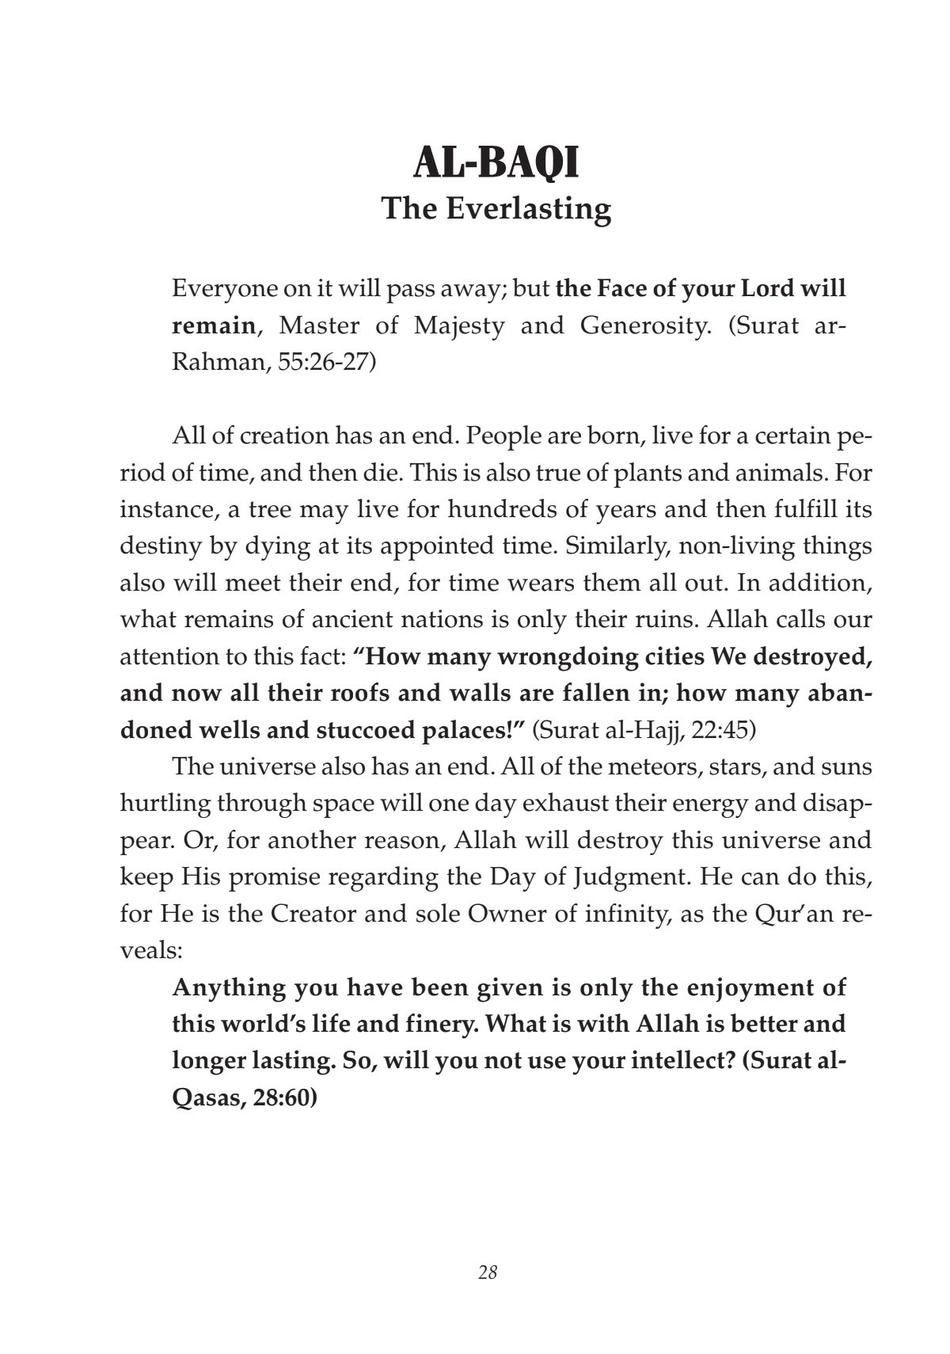 AL-BAQI
The Everlasting
Everyone on it will pass away; but the Face of your Lord will
remain, Master of Majesty and Generosity. (Surat ar-
Rahman, 55:26-27)
All of creation has an end. People are born, live for a certain pe-
riod of time, and then die. This is also true of plants and animals. For
instance, a tree may live for hundreds of years and then fulfill its
destiny by dying at its appointed time. Similarly, non-living things
also will meet their end, for time wears them all out. In addition,
what remains of ancient nations is only their ruins. Allah calls our
attention to this fact: “How many wrongdoing cities We destroyed,
and now all their roofs and walls are fallen in; how many aban-
doned wells and stuccoed palaces!” (Surat al-Hajj, 22:45)
The universe also has an end. All of the meteors, stars, and suns
hurtling through space will one day exhaust their energy and disap-
pear. Or, for another reason, Allah will destroy this universe and
keep His promise regarding the Day of Judgment. He can do this,
for He is the Creator and sole Owner of infinity, as the Qur’an re-
veals:
Anything you have been given is only the enjoyment of
this world’s life and finery. What is with Allah is better and
longer lasting. So, will you not use your intellect? (Surat al-
Qasas, 28:60)
28